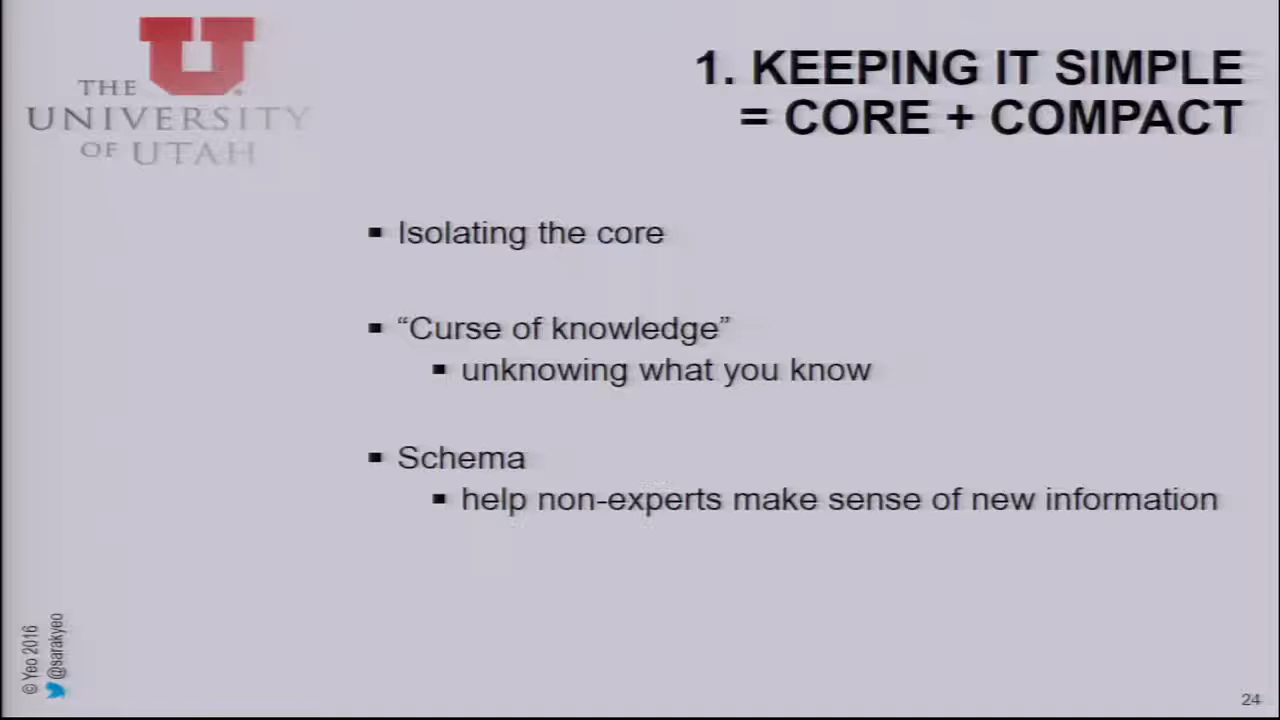 THE
UNIVERSITY
OF UTAH
1. KEEPING IT SIMPLE
= CORE + COMPACT
▪ Isolating the core
▪ “Curse of knowledge”
▪ unknowing what you know
▪ Schema
▪ help non-experts make sense of new information
© Yeo 2016
@sarakyeo
24